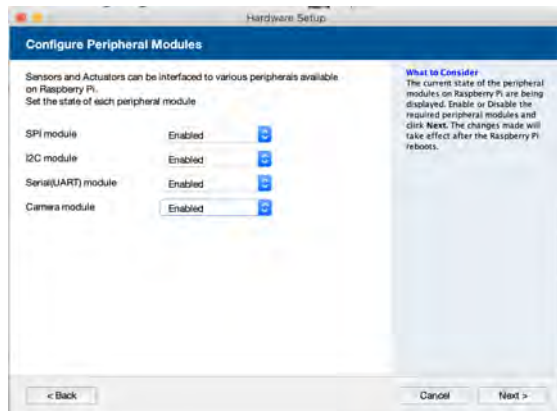 Hardware Setup
Configure Peripheral Modules
Sensors and Actuators can be interfaced to various peripherals available
on Raspberry Pi.
Set the state of each peripheral module
SPI module
Enabled
I2C module
Enabled
Serial(UART) module
Enabled
Camera module
Enabled
What to Consider
The current state of the peripheral
modules on Raspberry Pi are being
displayed. Enable or Disable the
required peripheral modules and
click Next. The changes made will
take effect after the Raspberry Pi
reboots.
< Back
Cancel
Next >